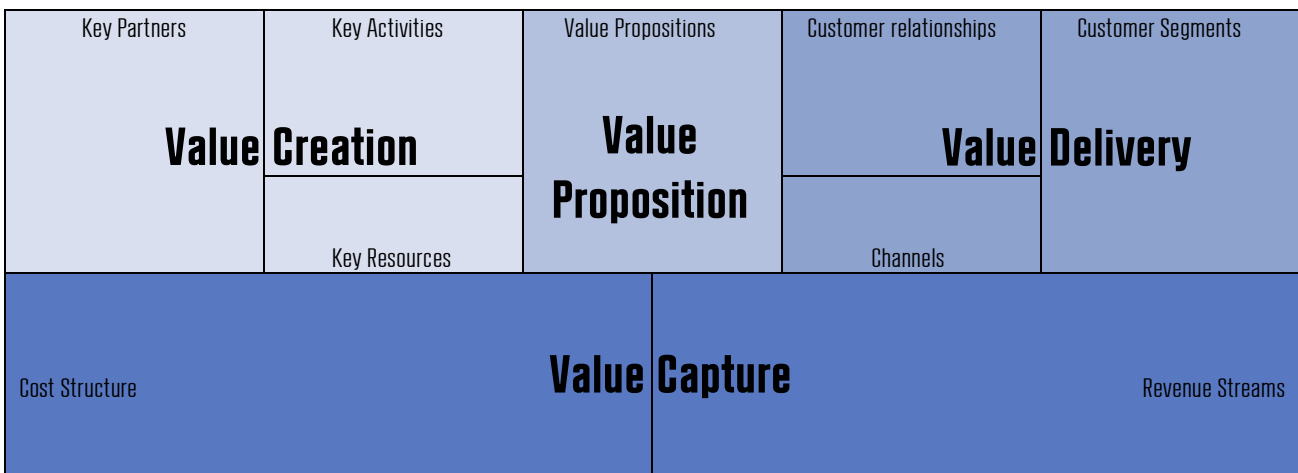 Key Partners
Key Activities
Value Propositions
Customer relationships
Customer Segments
Value Creation
Value
Proposition
Value Delivery
Key Resources
Channels
Value Capture
Cost Structure
Revenue Streams